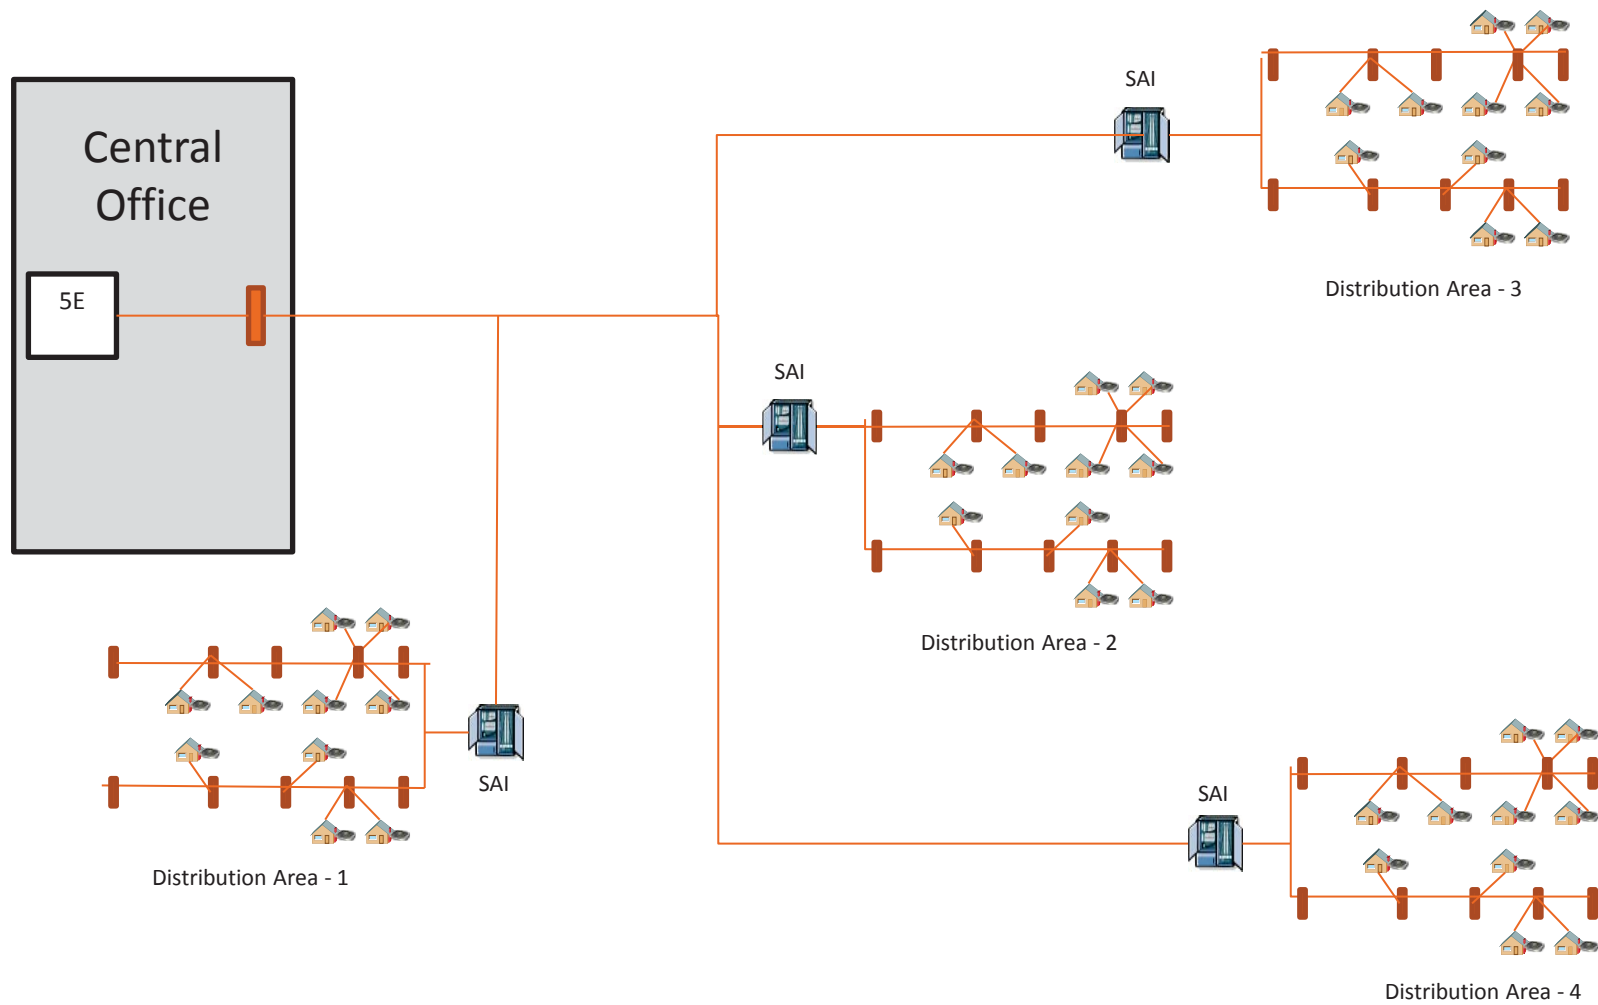 Central
Office
5E
SAI
Distribution Area - 3
SAI
Distribution Area - 2
SAI
Distribution Area - 1
SAI
Distribution Area - 4